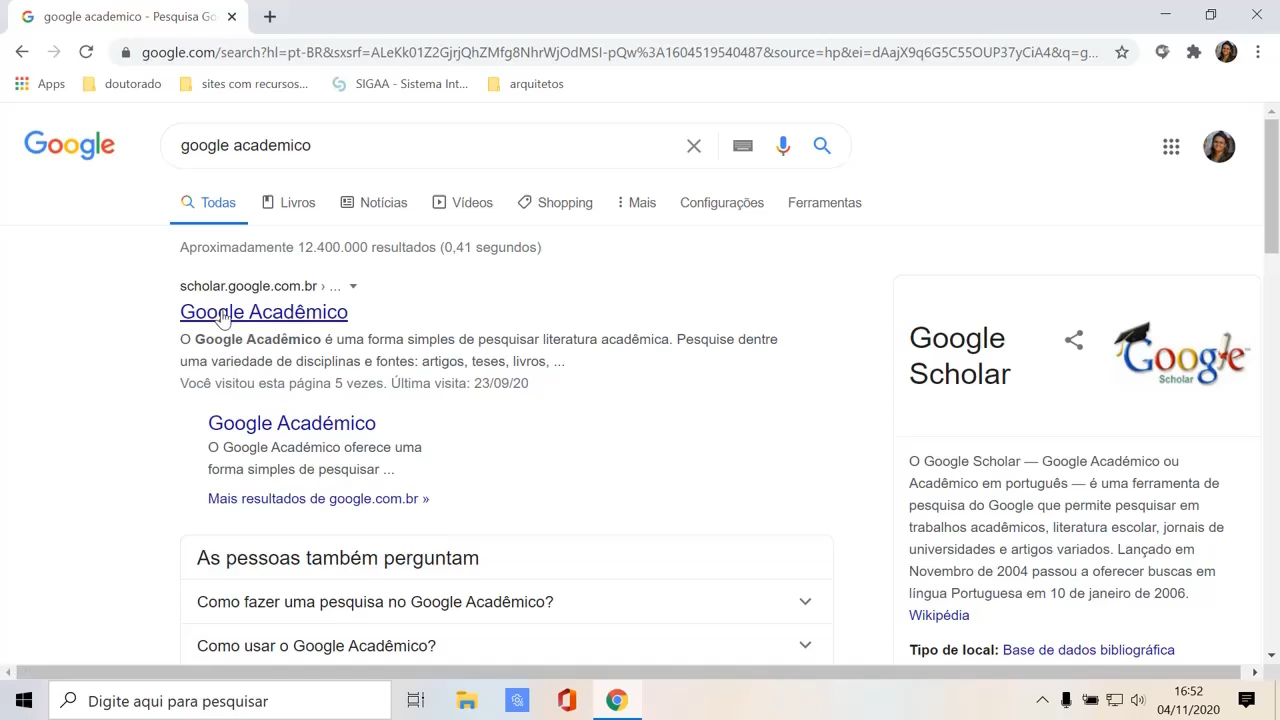 google academico - Pesquisa Go
google.com/search?hl=pt-BR&sxsrf=ALeKk01Z2GjrjQhZMfg8NhrWjOdMSI-pQw%3A1604519540487&source=hp&ei=dAajX9q6G5C55OUP37yCiA4&q=g...
Apps doutorado sites com recursos... SIGAA - Sistema Int... arquitetos
Google google academico
Todas Livros Notícias Vídeos Shopping Mais Configurações Ferramentas
Aproximadamente 12.400.000 resultados (0,41 segundos)
scholar.google.com.br › ...
Google Acadêmico
O Google Acadêmico é uma forma simples de pesquisar literatura acadêmica. Pesquise dentre
uma variedade de disciplinas e fontes: artigos, teses, livros, ...
Você visitou esta página 5 vezes. Última visita: 23/09/20
Google Académico
O Google Académico oferece uma
forma simples de pesquisar ...
Mais resultados de google.com.br »
As pessoas também perguntam
Como fazer uma pesquisa no Google Acadêmico?
Como usar o Google Acadêmico?
Google
Scholar
Google
Scholar
O Google Scholar — Google Académico ou
Acadêmico em português — é uma ferramenta de
pesquisa do Google que permite pesquisar em
trabalhos acadêmicos, literatura escolar, jornais de
universidades e artigos variados. Lançado em
Novembro de 2004 passou a oferecer buscas em
língua Portuguesa em 10 de janeiro de 2006.
Wikipédia
Tipo de local: Base de dados bibliográfica
Digite aqui para pesquisar
16:52
04/11/2020